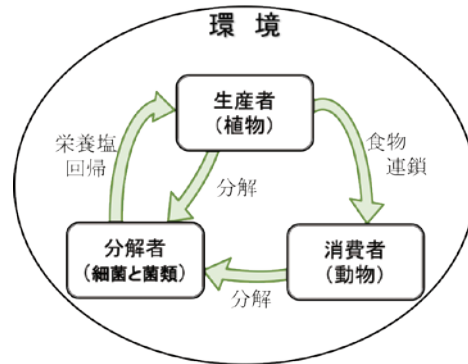 環 境
生産者
(植物)
栄養塩
回帰
食物
連鎖
分解
分解者
(細菌と菌類)
消費者
(動物)
分解